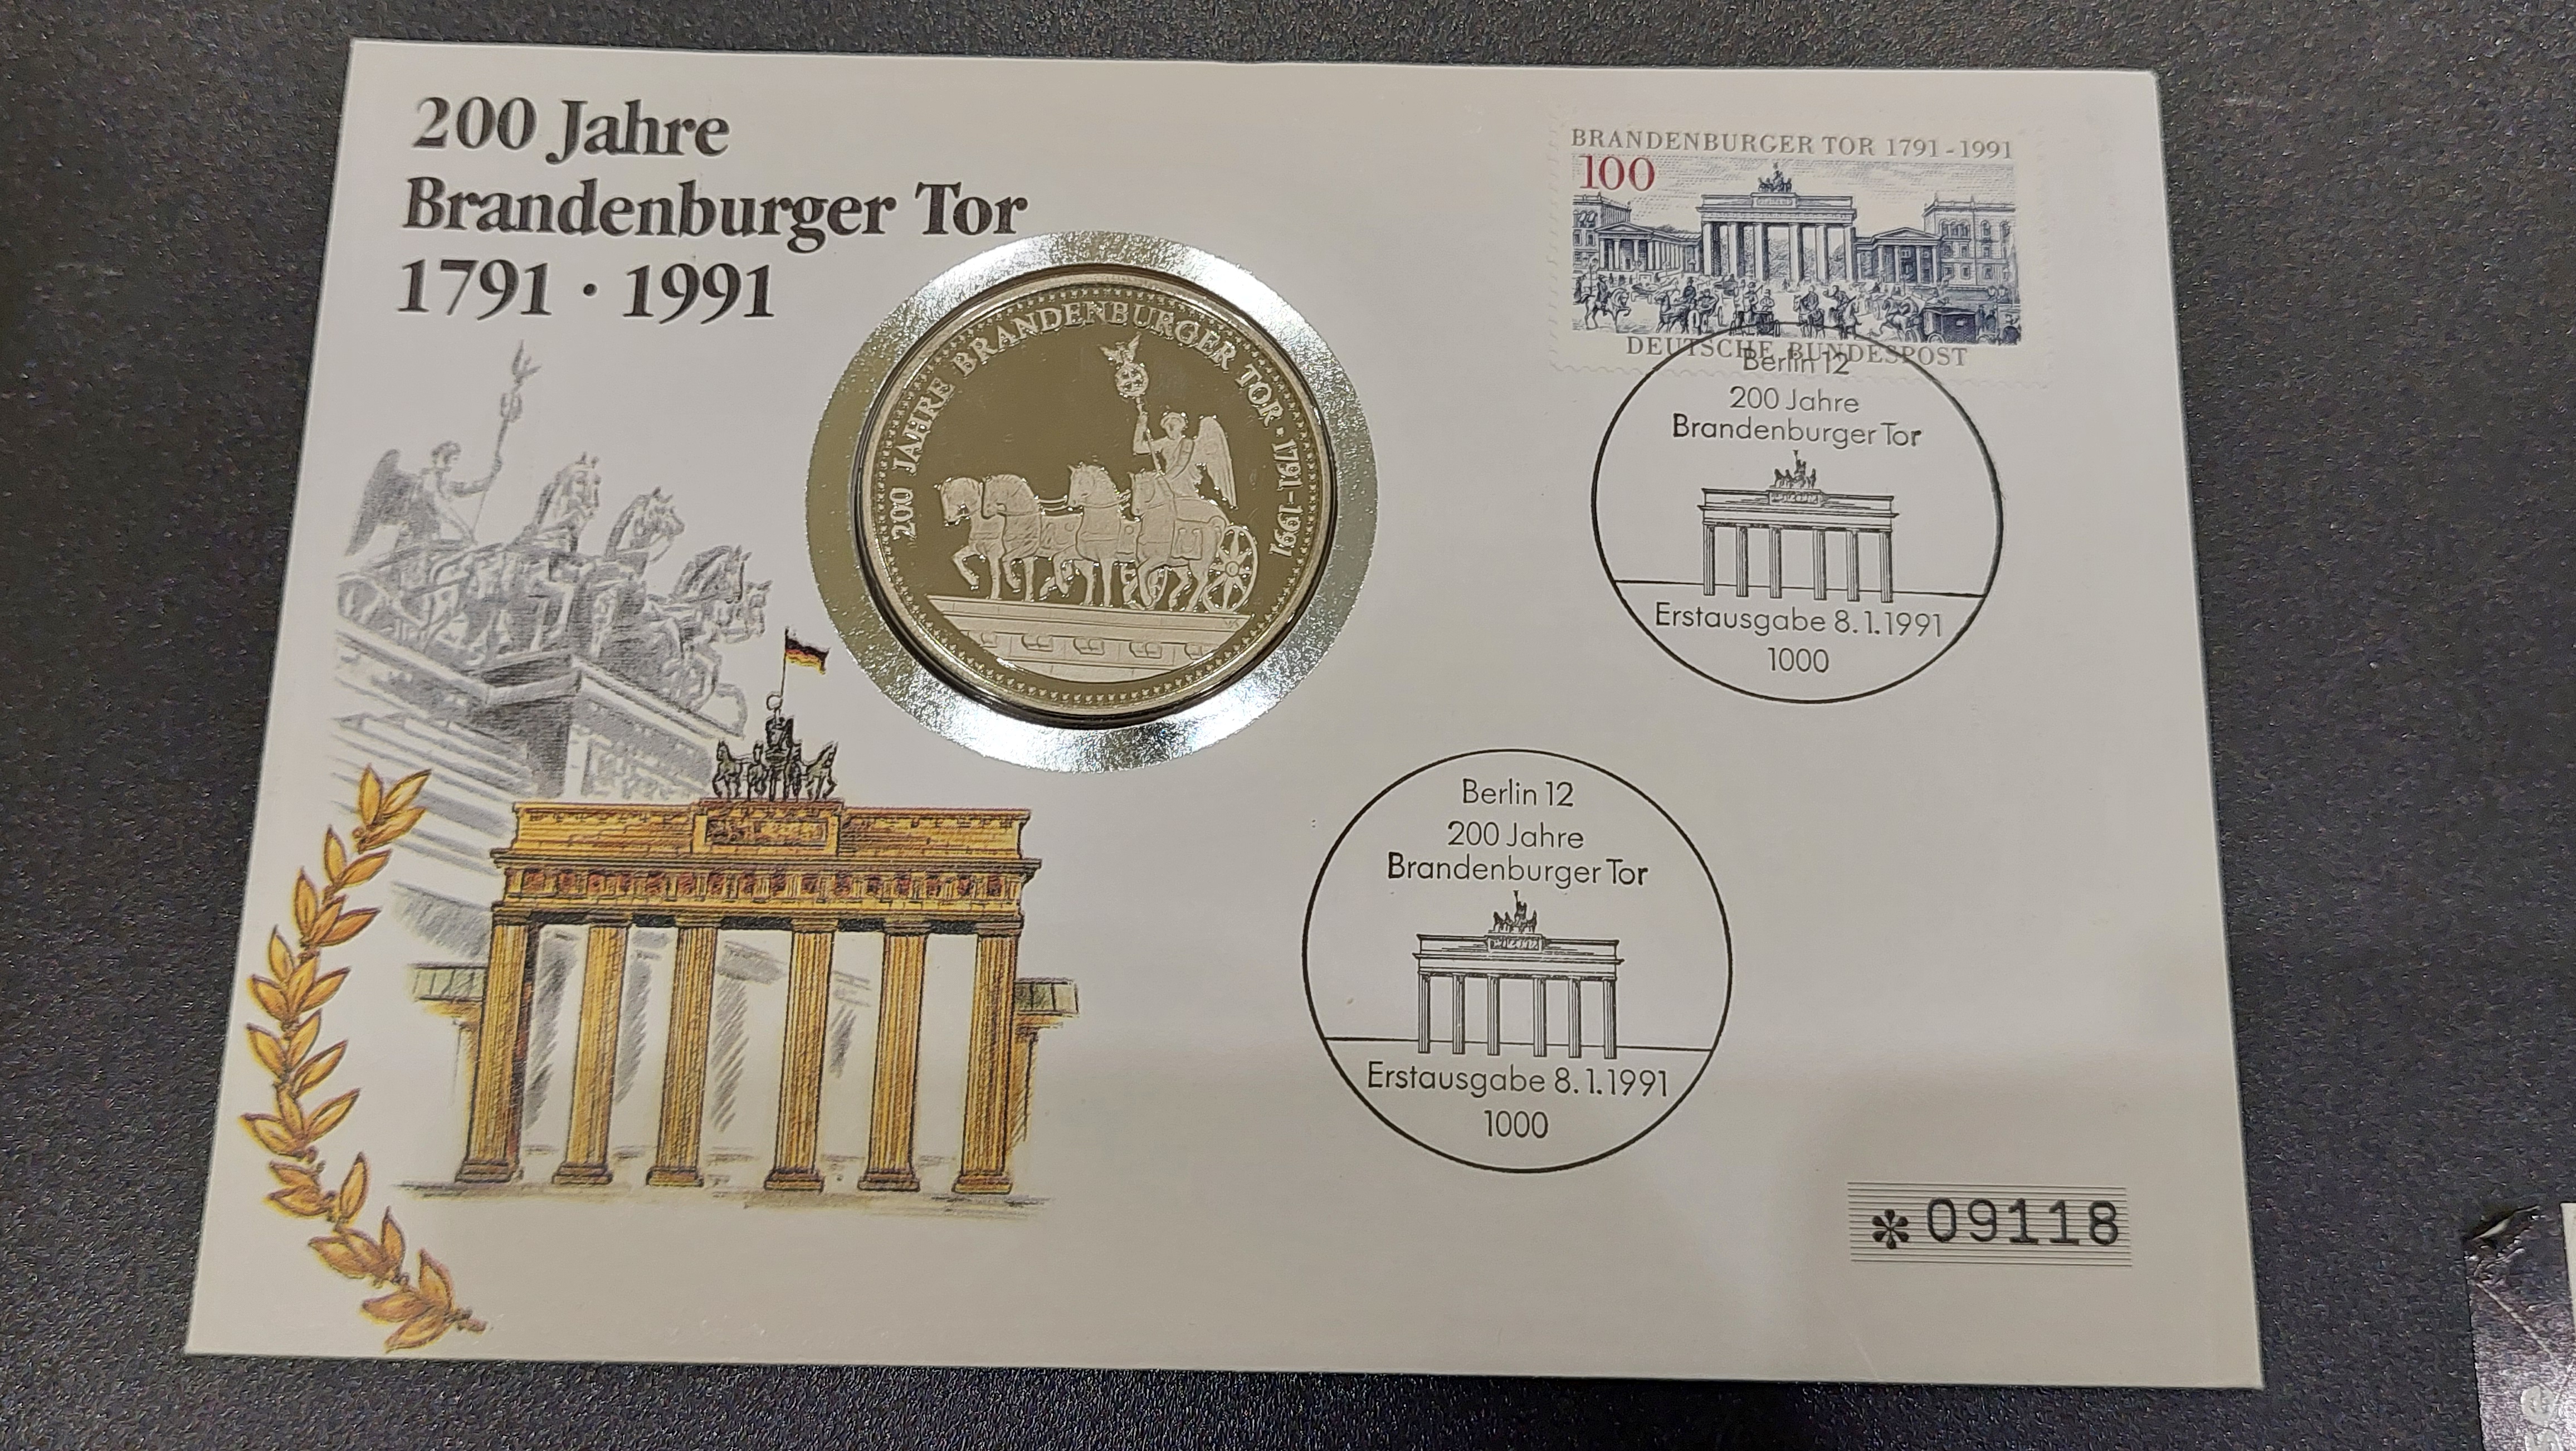 200 Jahre
Brandenburger Tor
1791 · 1991
200 JAHRE BRANDENBURGER TOR · 1791-1991
BRANDENBURGER TOR 1791-1991
100
DEUTSCHE BUNDESPOST
Berlin 12
200 Jahre
Brandenburger Tor
Erstausgabe 8.1.1991
1000
Berlin 12
200 Jahre
Brandenburger Tor
Erstausgabe 8.1.1991
1000
*09118